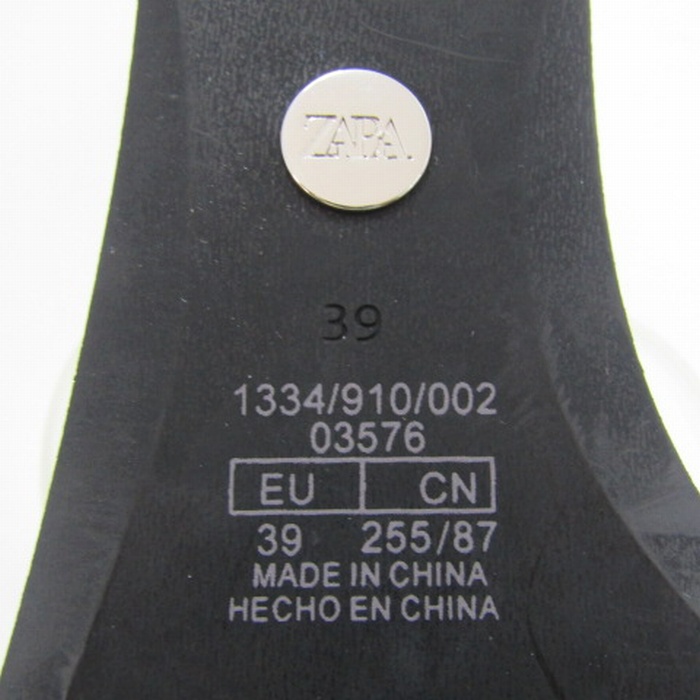 ZARA
39
1334/910/002
03576
EU CN
39 255/87
MADE IN CHINA
HECHO EN CHINA